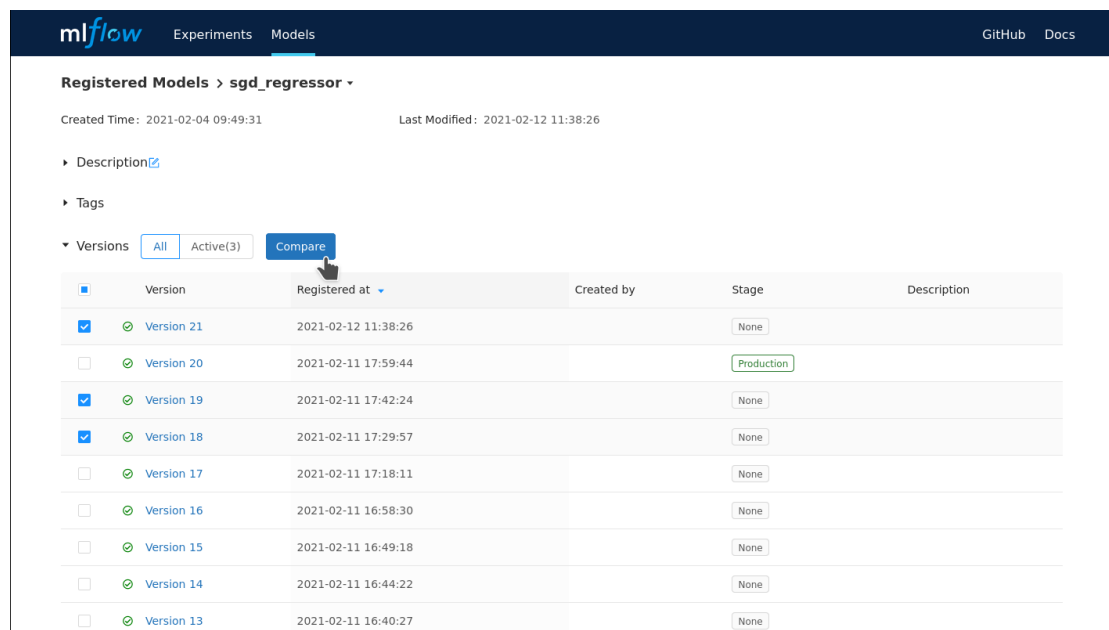 mlflow Experiments Models GitHub Docs
Registered Models > sgd_regressor
Created Time: 2021-02-04 09:49:31 Last Modified: 2021-02-12 11:38:26
Description
Tags
Versions All Active(3) Compare
Version Registered at Created by Stage Description
Version 21 2021-02-12 11:38:26 None
Version 20 2021-02-11 17:59:44 Production
Version 19 2021-02-11 17:42:24 None
Version 18 2021-02-11 17:29:57 None
Version 17 2021-02-11 17:18:11 None
Version 16 2021-02-11 16:58:30 None
Version 15 2021-02-11 16:49:18 None
Version 14 2021-02-11 16:44:22 None
Version 13 2021-02-11 16:40:27 None